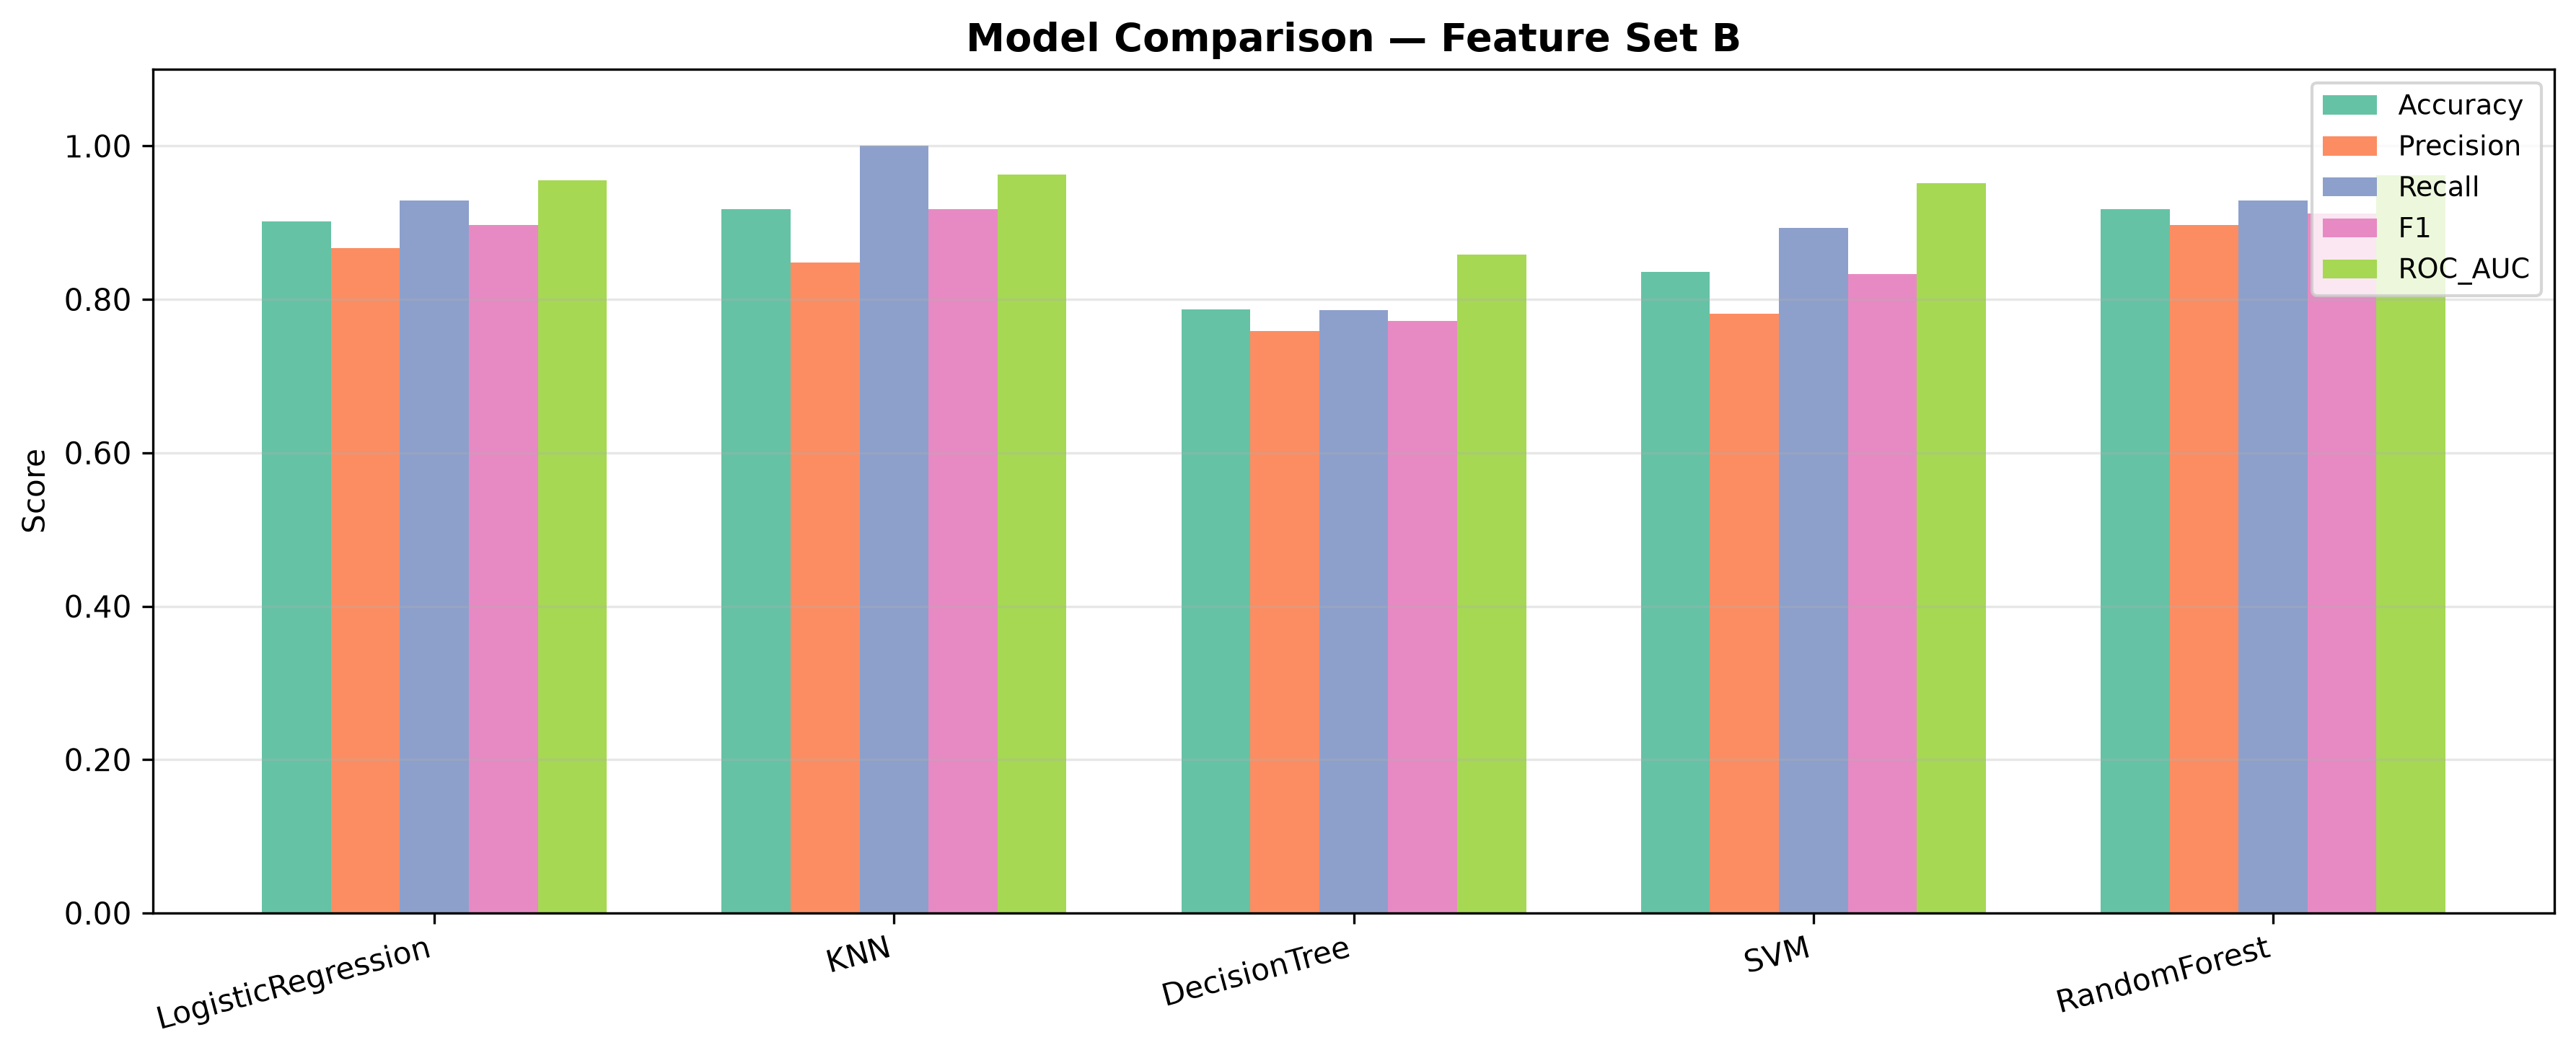 Model Comparison — Feature Set B
Score
1.00
0.80
0.60
0.40
0.20
0.00
Accuracy
Precision
Recall
F1
ROC_AUC
LogisticRegression
KNN
DecisionTree
SVM
RandomForest